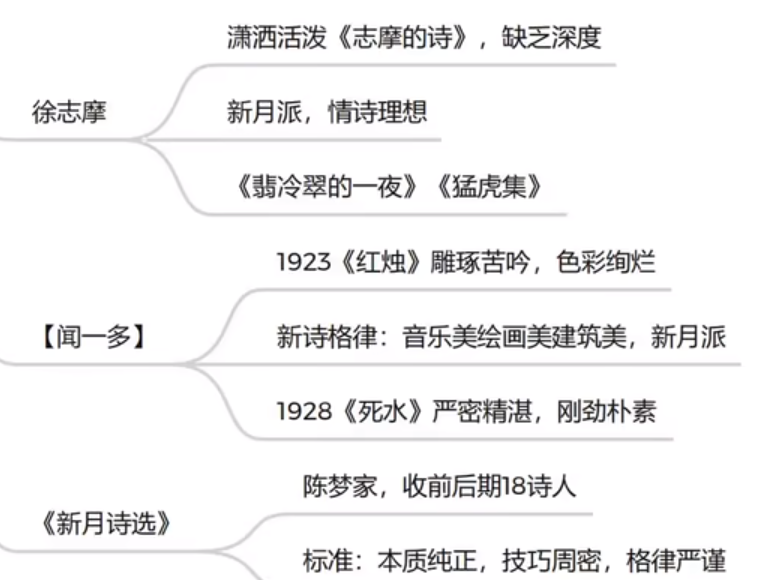 徐志摩
潇洒活泼《志摩的诗》，缺乏深度
新月派，情诗理想
《翡冷翠的一夜》《猛虎集》
【闻一多】
1923《红烛》雕琢苦吟，色彩绚烂
新诗格律：音乐美绘画美建筑美，新月派
1928《死水》严密精湛，刚劲朴素
《新月诗选》
陈梦家，收前后期18诗人
标准：本质纯正，技巧周密，格律严谨